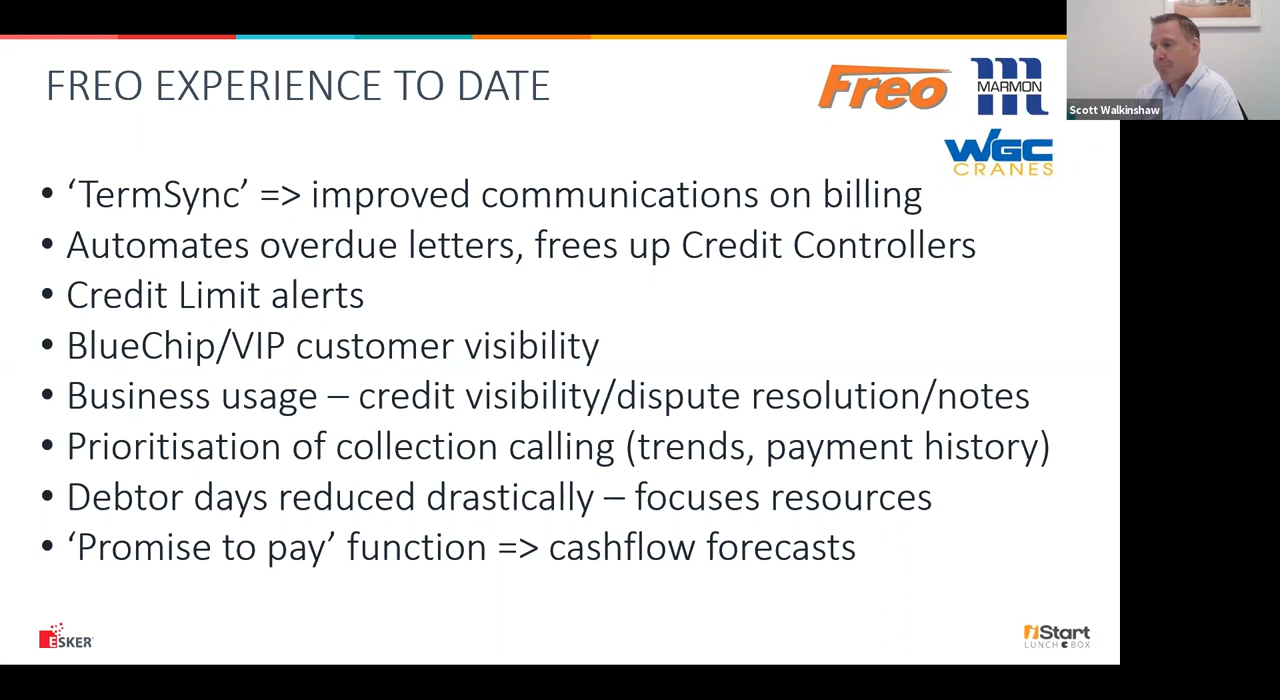 FREO EXPERIENCE TO DATE
Freo
MARMON
WGC
CRANES
Scott Walkinshaw
• ‘TermSync’ => improved communications on billing
• Automates overdue letters, frees up Credit Controllers
• Credit Limit alerts
• BlueChip/VIP customer visibility
• Business usage – credit visibility/dispute resolution/notes
• Prioritisation of collection calling (trends, payment history)
• Debtor days reduced drastically – focuses resources
• ‘Promise to pay’ function => cashflow forecasts
ESKER
iStart
LUNCH BOX